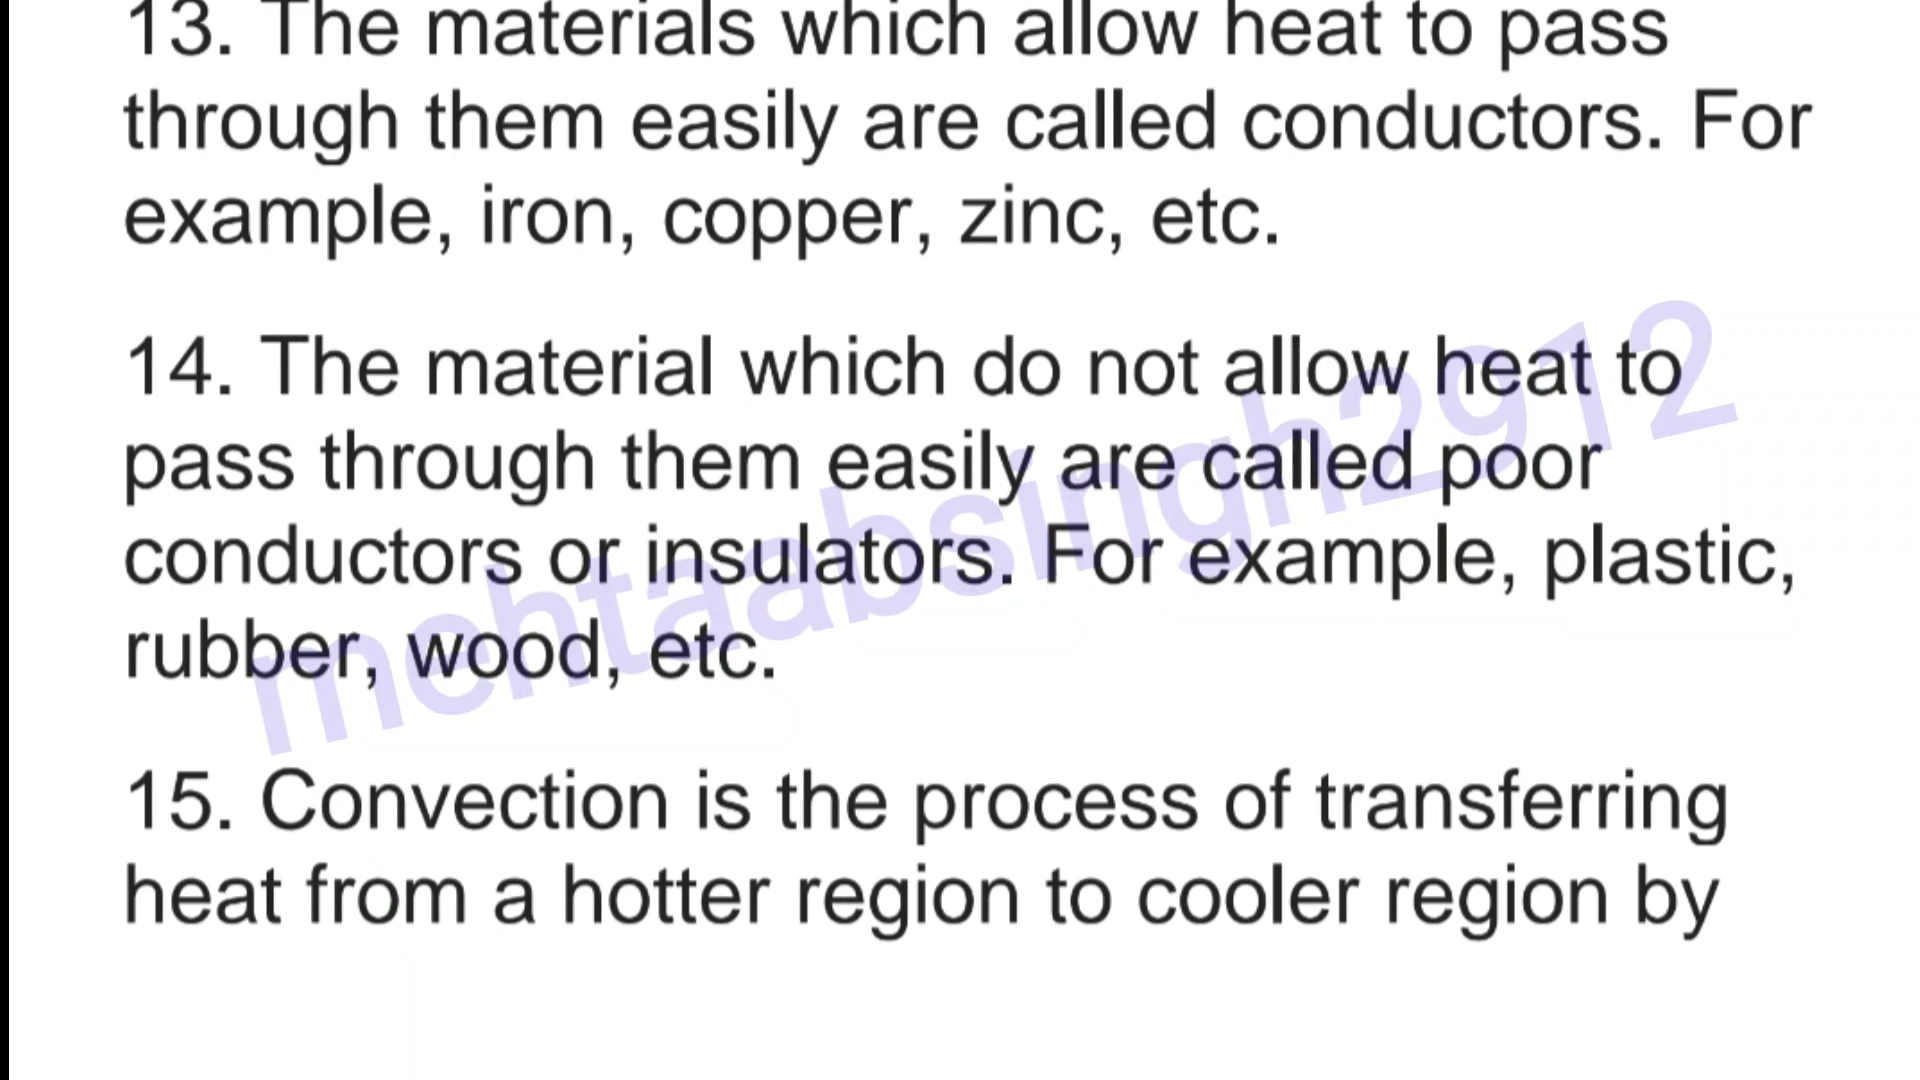 13. The materials which allow heat to pass
through them easily are called conductors. For
example, iron, copper, zinc, etc.
14. The material which do not allow heat to
pass through them easily are called poor
conductors or insulators. For example, plastic,
rubber, wood, etc.
mchtaabsingh2912
15. Convection is the process of transferring
heat from a hotter region to cooler region by